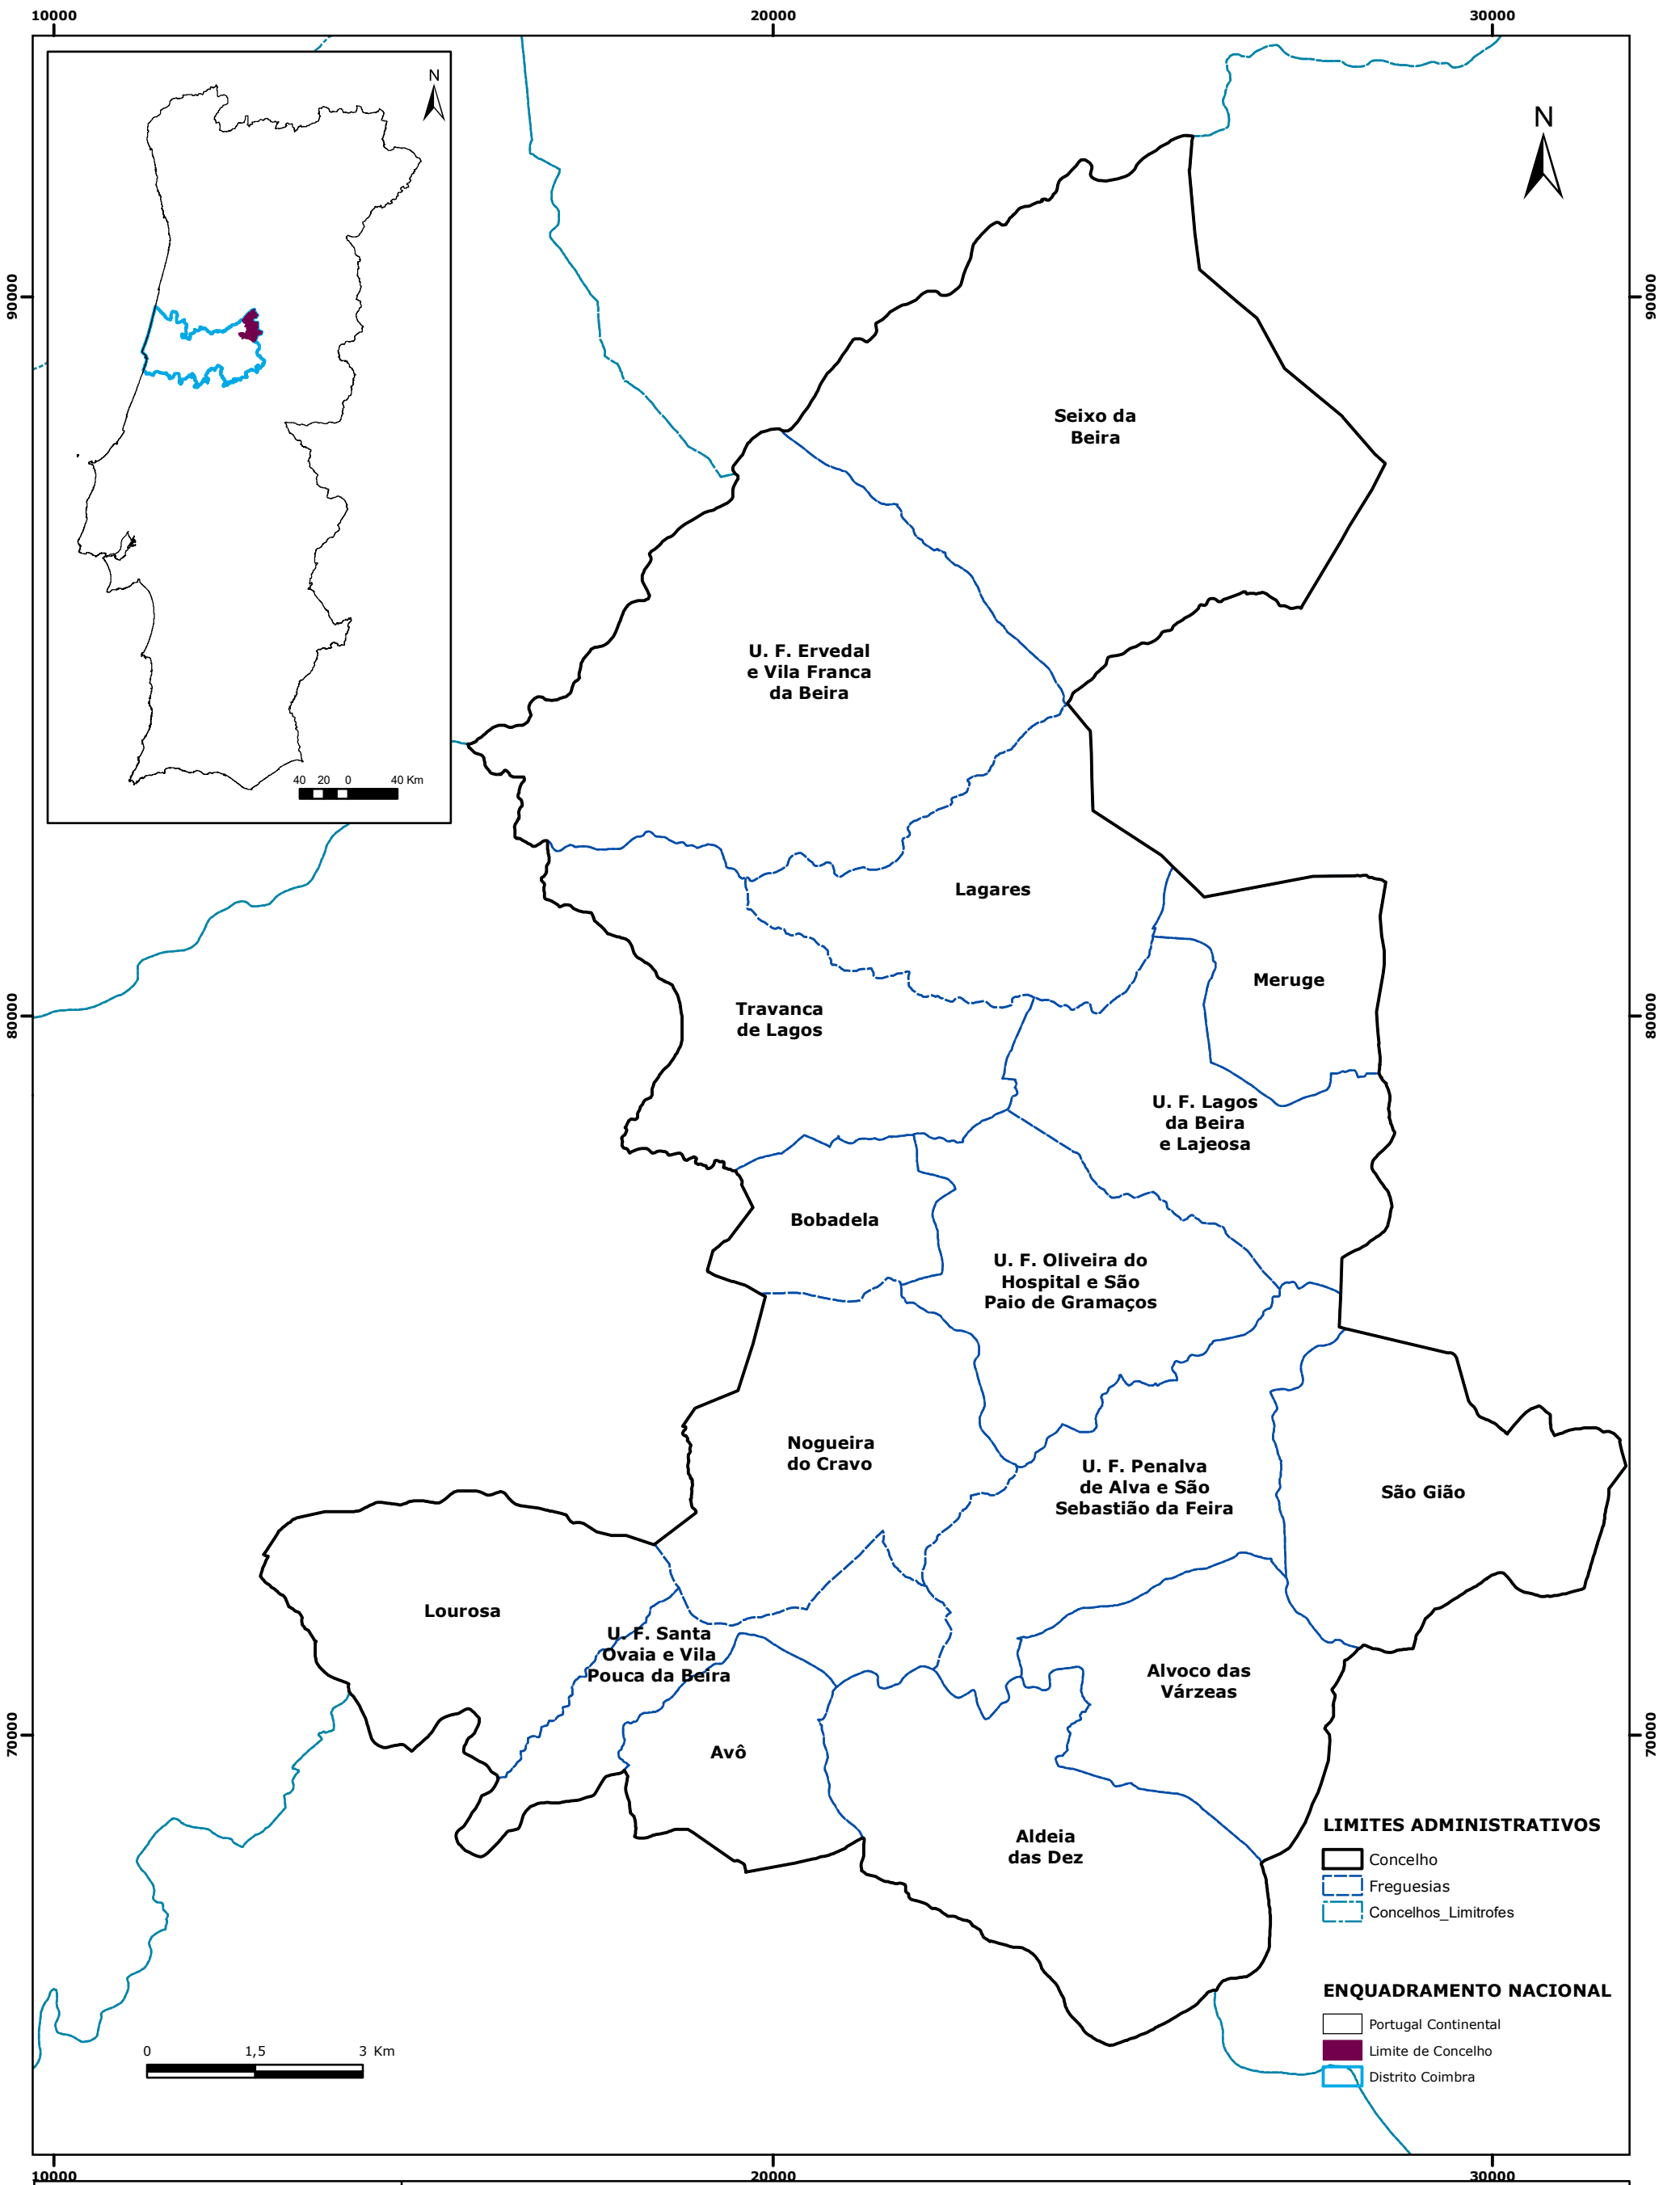 10000
20000
30000
N
N
90000
90000
Seixo da
Beira
U. F. Ervedal
e Vila Franca
da Beira
40 20 0 40 Km
Lagares
Meruge
80000
80000
Travanca
de Lagos
U. F. Lagos
da Beira
e Lajeosa
Bobadela
U. F. Oliveira do
Hospital e São
Paio de Gramaços
Nogueira
do Cravo
U. F. Penalva
de Alva e São
Sebastião da Feira
São Gião
Lourosa
U. F. Santa
Ovaia e Vila
Pouca da Beira
Alvoco das
Várzeas
70000
70000
Avô
Aldeia
das Dez
LIMITES ADMINISTRATIVOS
Concelho
Freguesias
Concelhos_Limitrofes
ENQUADRAMENTO NACIONAL
Portugal Continental
Limite de Concelho
Distrito Coimbra
0 1,5 3 Km
10000
20000
30000